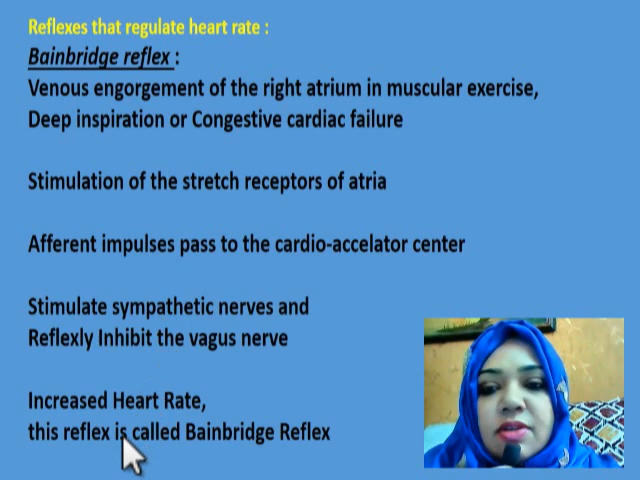 Reflexes that regulate heart rate :
Bainbridge reflex :
Venous engorgement of the right atrium in muscular exercise,
Deep inspiration or Congestive cardiac failure
Stimulation of the stretch receptors of atria
Afferent impulses pass to the cardio-accelator center
Stimulate sympathetic nerves and
Reflexly Inhibit the vagus nerve
Increased Heart Rate,
this reflex is called Bainbridge Reflex